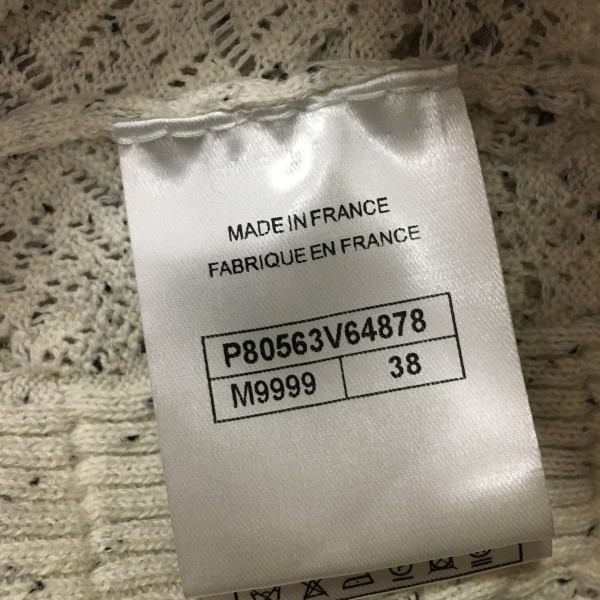 MADE IN FRANCE
FABRIQUE EN FRANCE
P80563V64878
M9999 38